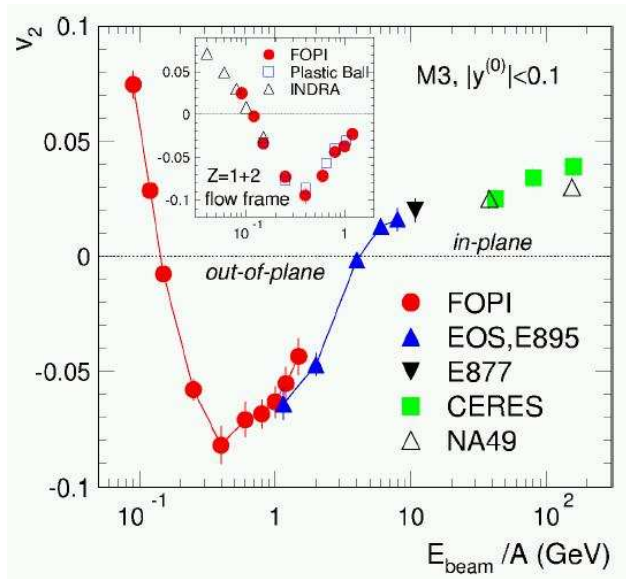 v₂
0.1
0.05
0
-0.05
-0.1
0.05
0
-0.05
-0.1
FOPI
Plastic Ball
INDRA
Z=1+2
flow frame
10⁻¹
1
M3, |y⁽⁰⁾|<0.1
out-of-plane
in-plane
FOPI
EOS,E895
E877
CERES
NA49
10⁻¹
1
10
10²
E_beam /A (GeV)